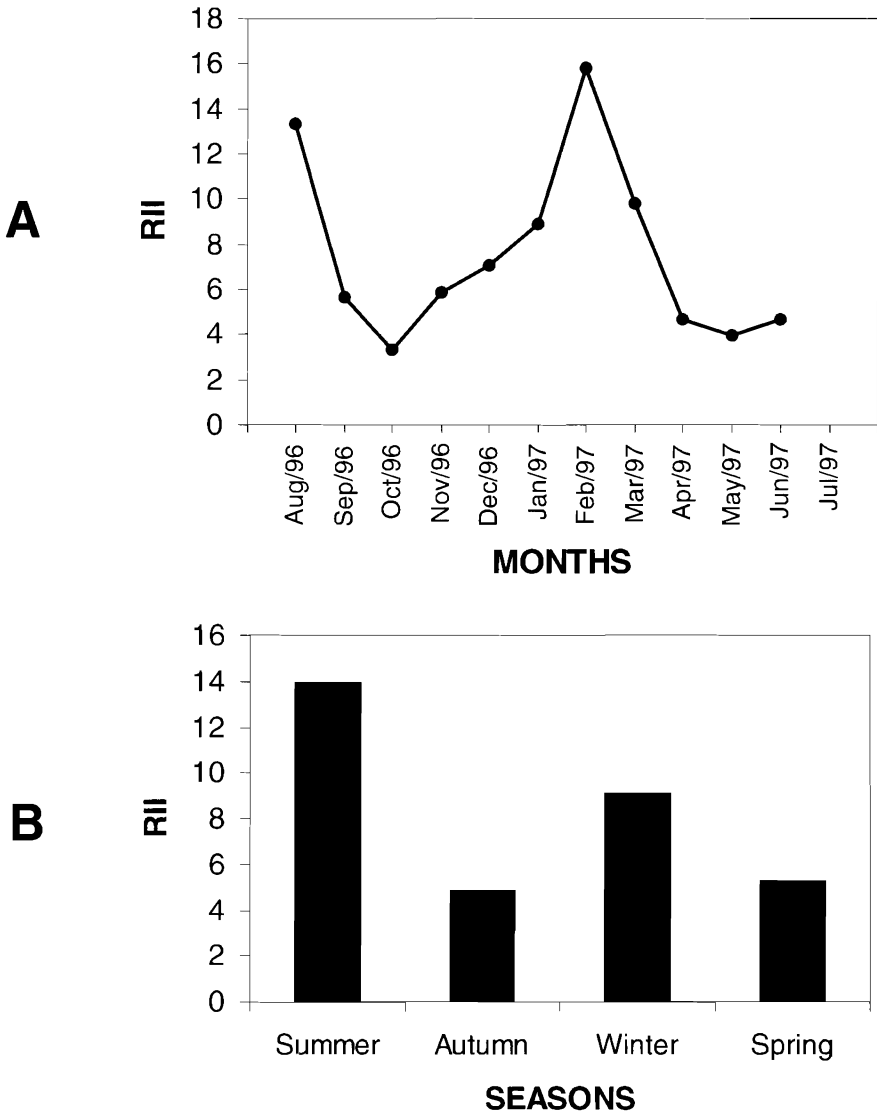 A
RII
18
16
14
12
10
8
6
4
2
0
Aug/96
Sep/96
Oct/96
Nov/96
Dec/96
Jan/97
Feb/97
Mar/97
Apr/97
May/97
Jun/97
Jul/97
MONTHS
B
RII
16
14
12
10
8
6
4
2
0
Summer Autumn Winter Spring
SEASONS